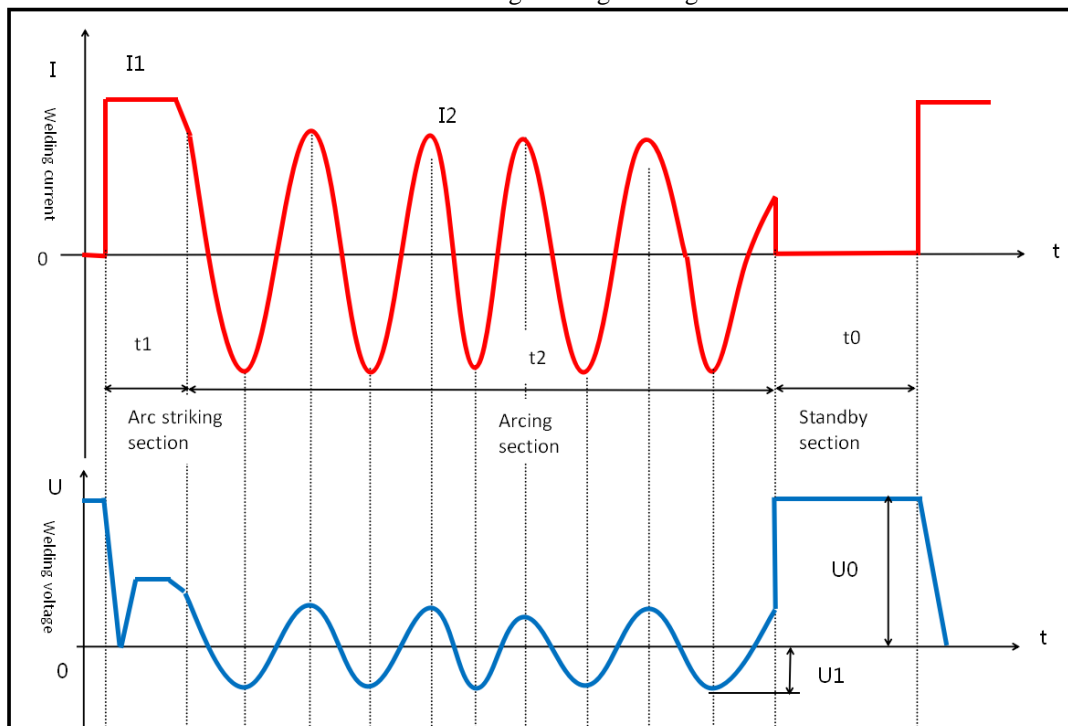 I
I1
I2
Welding current
0
t
t1
t2
t0
Arc striking
section
Arcing
section
Standby
section
U
Welding voltage
0
U0
U1
t